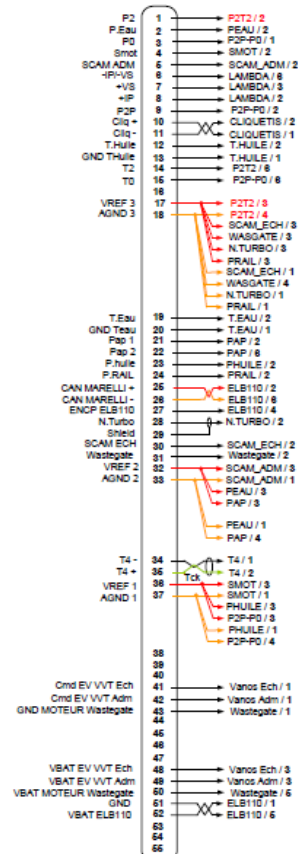 P2 1 P2T2 / 2
P.Eau 2 PEAU / 2
P0 3 P2P-P0 / 1
Smot 4 SMOT / 2
SCAM ADM 5 SCAM_ADM / 2
-IP/-VS 6 LAMBDA / 6
+VS 7 LAMBDA / 3
+IP 8 LAMBDA / 2
P2P 9 P2P-P0 / 2
Cliq + 10 CLIQUETIS / 2
Cliq - 11 CLIQUETIS / 1
T.Huile 12 T.HUILE / 2
GND THuile 13 T.HUILE / 1
T2 14 P2T2 / 6
T0 15 P2P-P0 / 6
16
VREF 3 17 P2T2 / 3
AGND 3 18 P2T2 / 4
SCAM_ECH / 3
WASGATE / 3
N.TURBO / 3
PRAIL / 3
SCAM_ECH / 1
WASGATE / 4
N.TURBO / 1
PRAIL / 1
T.Eau 19 T.EAU / 2
GND Teau 20 T.EAU / 1
Pap 1 21 PAP / 2
Pap 2 22 PAP / 6
P.huile 23 PHUILE / 2
P.RAIL 24 PRAIL / 2
CAN MARELLI + 25 ELB110 / 2
CAN MARELLI - 26 ELB110 / 6
ENCP ELB110 27 ELB110 / 4
N.Turbo 28 N.TURBO / 2
Shield 29
SCAM ECH 30 SCAM_ECH / 2
Wastegate 31 Wastegate / 2
VREF 2 32 SCAM_ADM / 3
AGND 2 33 SCAM_ADM / 1
PEAU / 3
PAP / 3
PEAU / 1
PAP / 4
T4 - 34 T4 / 1
T4 + 35 Tck T4 / 2
VREF 1 36 SMOT / 3
AGND 1 37 SMOT / 1
PHUILE / 3
P2P-P0 / 3
PHUILE / 1
P2P-P0 / 4
38
39
40
Cmd EV VVT Ech 41 Vanos Ech / 1
Cmd EV VVT Adm 42 Vanos Adm / 1
GND MOTEUR Wastegate 43 Wastegate / 1
44
45
46
47
VBAT EV VVT Ech 48 Vanos Ech / 3
VBAT EV VVT Adm 49 Vanos Adm / 3
VBAT MOTEUR Wastegate 50 Wastegate / 5
GND 51 ELB110 / 1
VBAT ELB110 52 ELB110 / 5
53
54
55